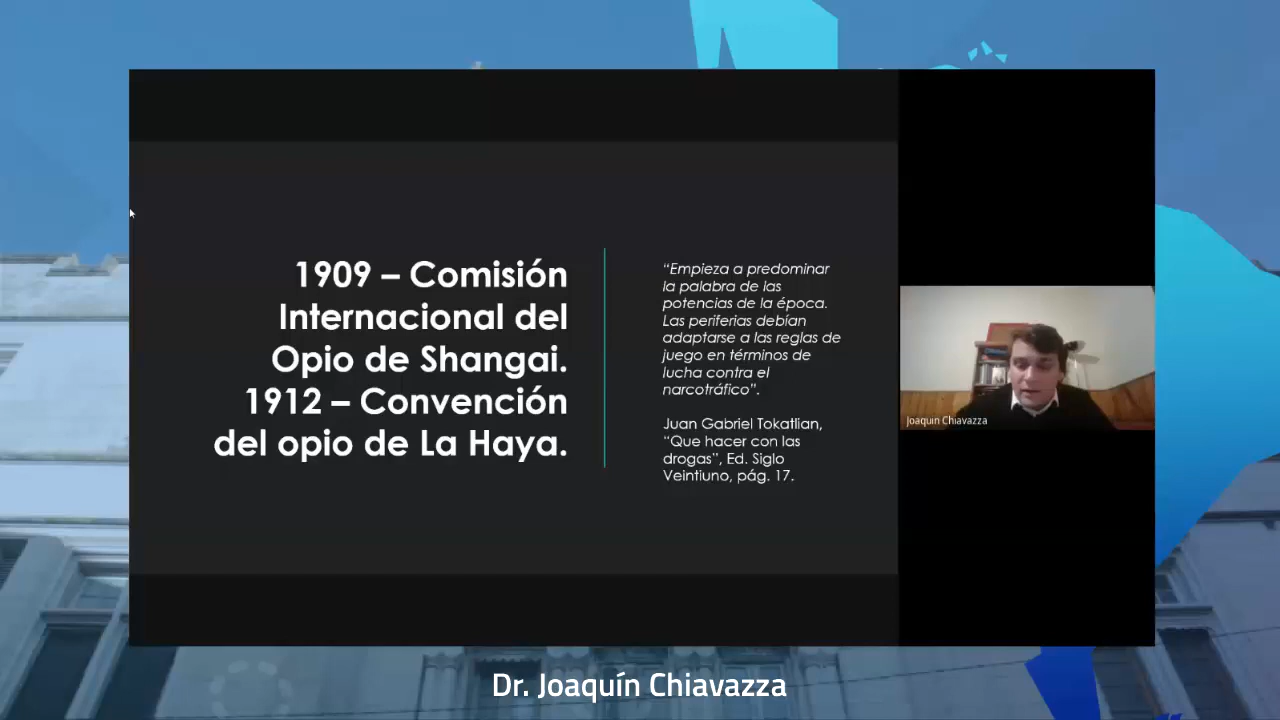 1909 – Comisión
Internacional del
Opio de Shangai.
1912 – Convención
del opio de La Haya.
“Empieza a predominar
la palabra de las
potencias de la época.
Las periferias debían
adaptarse a las reglas de
juego en términos de
lucha contra el
narcotráfico”.
Juan Gabriel Tokatlian,
“Que hacer con las
drogas”, Ed. Siglo
Veintiuno, pág. 17.
Joaquin Chiavazza
Dr. Joaquín Chiavazza